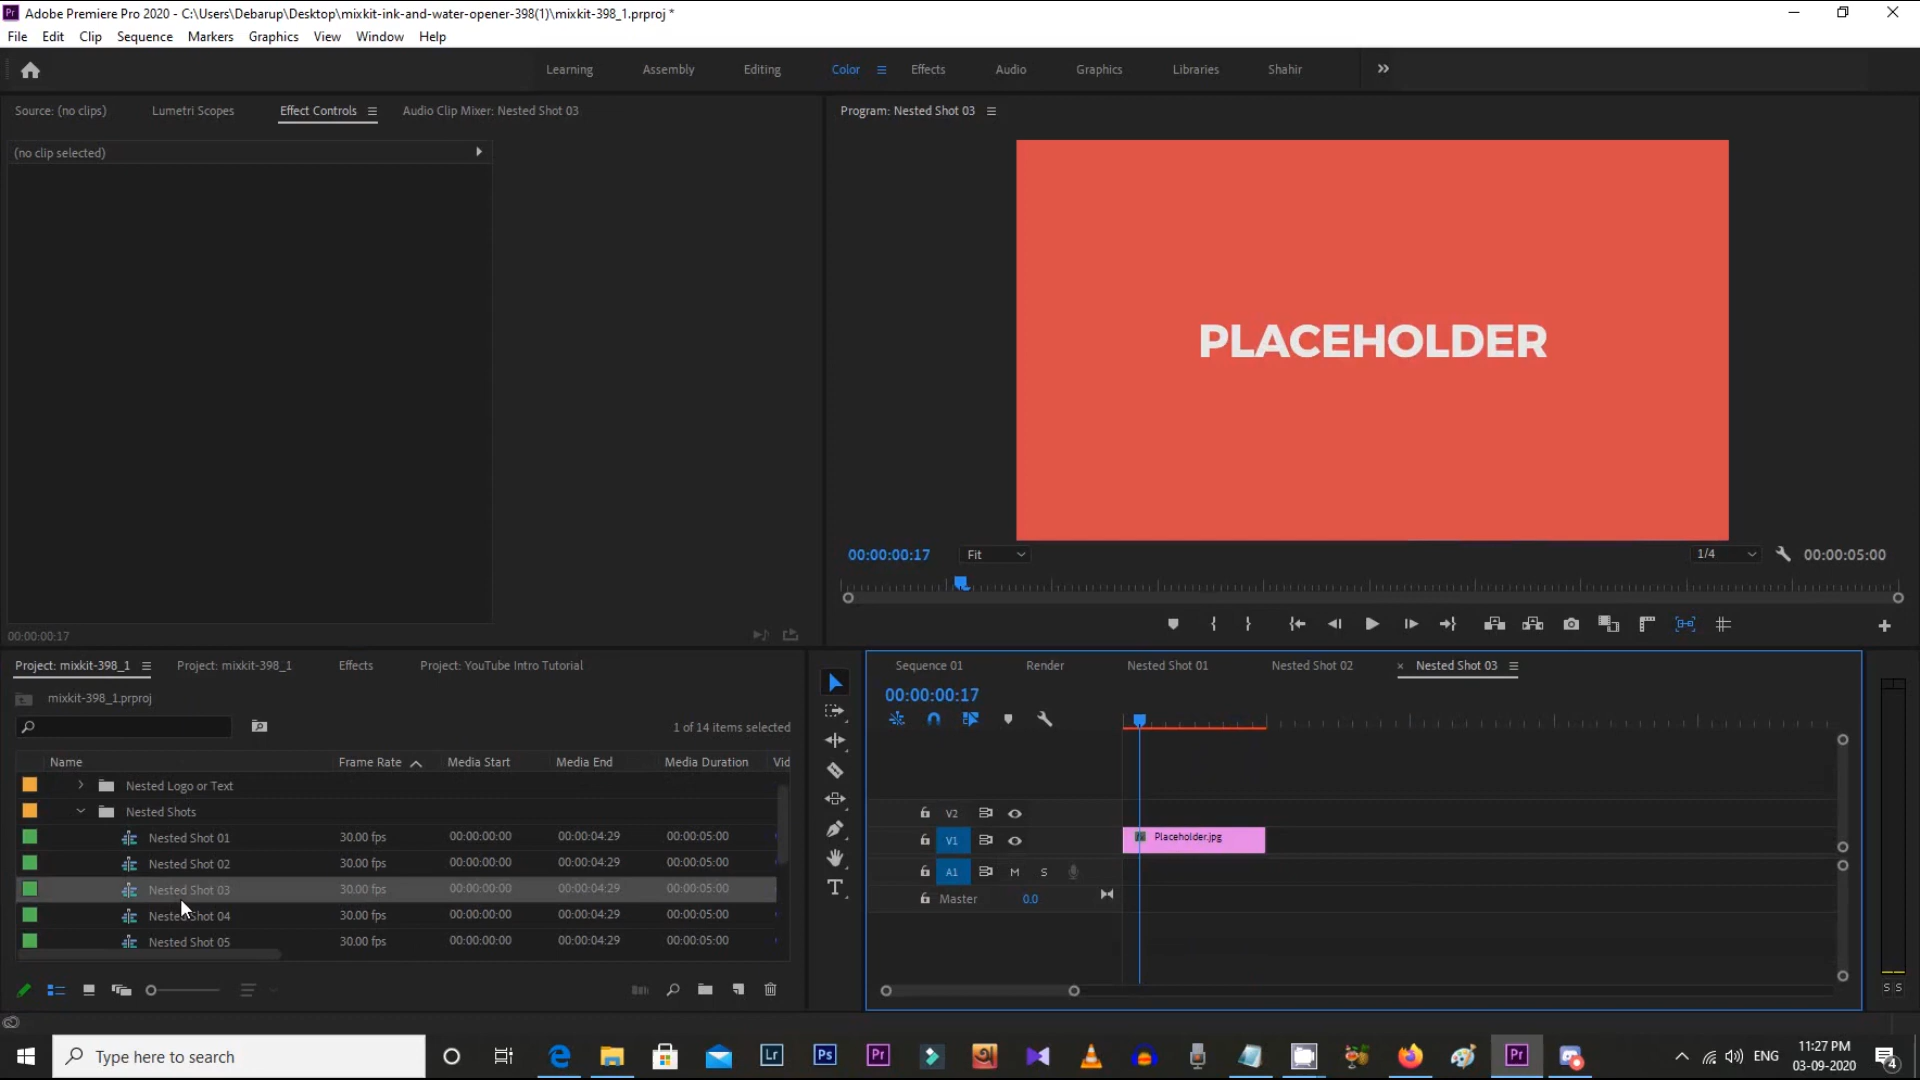 Adobe Premiere Pro 2020 - C:\Users\Debarup\Desktop\mixkit-ink-and-water-opener-398(1)\mixkit-398_1.prproj *
File Edit Clip Sequence Markers Graphics View Window Help
Learning Assembly Editing Color Effects Audio Graphics Libraries Shahir
Source: (no clips) Lumetri Scopes Effect Controls Audio Clip Mixer: Nested Shot 03
Program: Nested Shot 03
(no clip selected)
PLACEHOLDER
00:00:00:17 Fit 1/4 00:00:05:00
00:00:00:17
Project: mixkit-398_1 Project: mixkit-398_1 Effects Project: YouTube Intro Tutorial
Sequence 01 Render Nested Shot 01 Nested Shot 02 × Nested Shot 03
mixkit-398_1.prproj
00:00:00:17
1 of 14 items selected
Name Frame Rate Media Start Media End Media Duration Vid
Nested Logo or Text
Nested Shots
Nested Shot 01 30.00 fps 00:00:00:00 00:00:04:29 00:00:05:00
Nested Shot 02 30.00 fps 00:00:00:00 00:00:04:29 00:00:05:00
Nested Shot 03 30.00 fps 00:00:00:00 00:00:04:29 00:00:05:00
Nested Shot 04 30.00 fps 00:00:00:00 00:00:04:29 00:00:05:00
Nested Shot 05 30.00 fps 00:00:00:00 00:00:04:29 00:00:05:00
V2
V1 Placeholder.jpg
A1 M S
Master 0.0
S S
Type here to search
Lr Ps Pr Pr
ENG 11:27 PM
03-09-2020
4